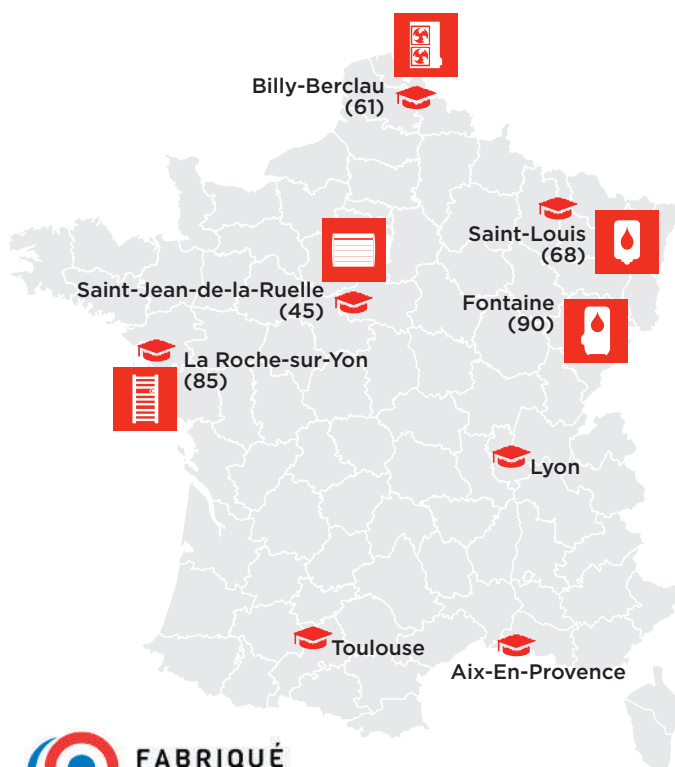 Billy-Berclau
(61)
Saint-Louis
(68)
Saint-Jean-de-la-Ruelle
(45)
Fontaine
(90)
La Roche-sur-Yon
(85)
Lyon
Toulouse
Aix-En-Provence
FABRIQUÉ